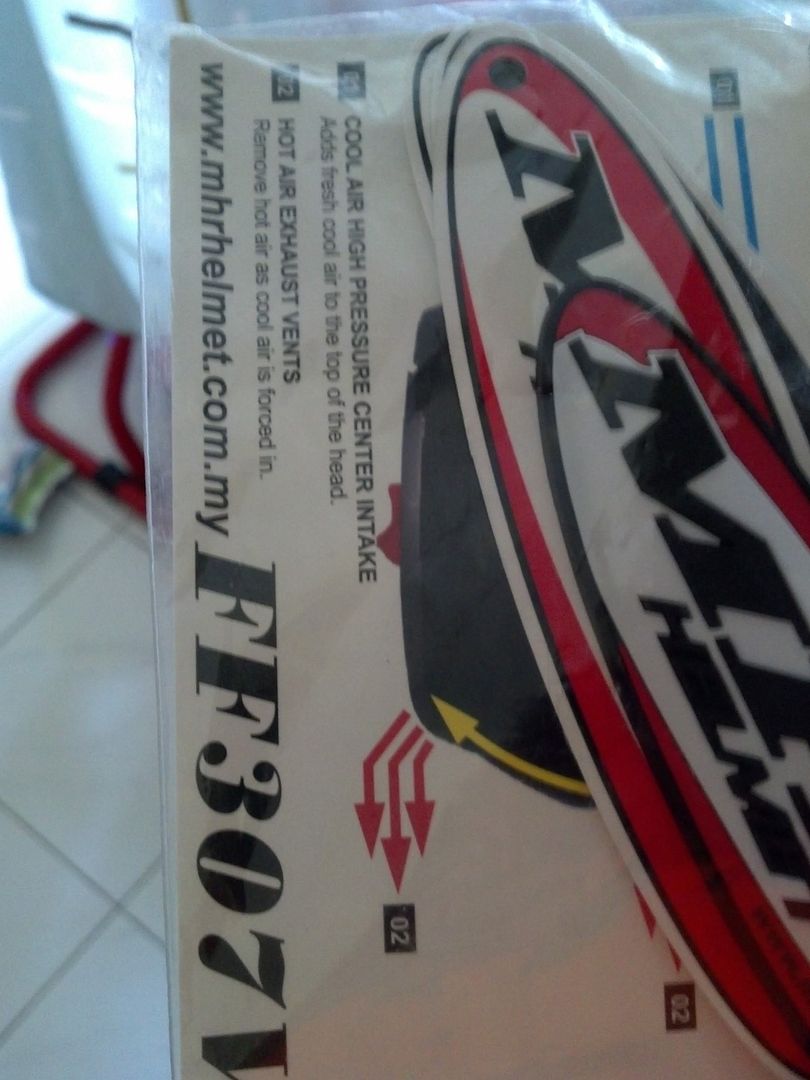 01 COOL AIR HIGH PRESSURE CENTER INTAKE
Adds fresh cool air to the top of the head.
02 HOT AIR EXHAUST VENTS
Remove hot air as cool air is forced in.
www.mhrhelmet.com.my
FF307
01
02
02
HELMET